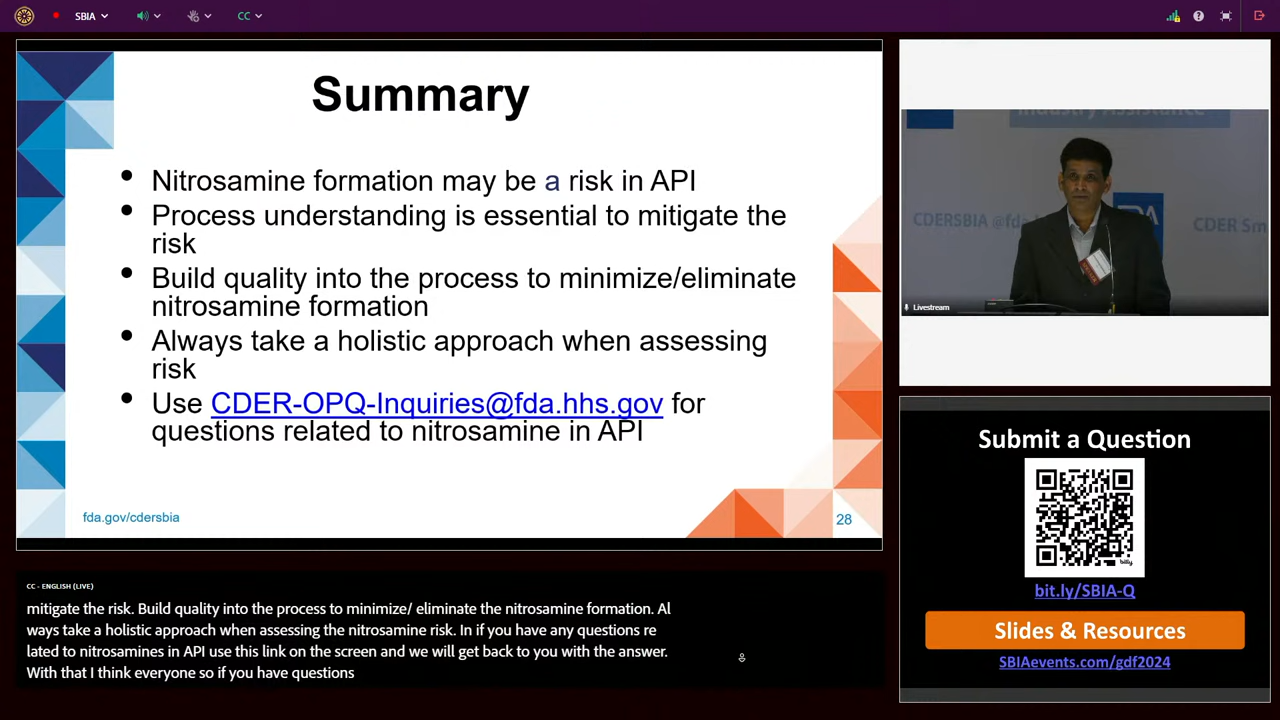 SBIA
CC
Summary
• Nitrosamine formation may be a risk in API
• Process understanding is essential to mitigate the
risk
• Build quality into the process to minimize/eliminate
nitrosamine formation
• Always take a holistic approach when assessing
risk
• Use CDER-OPQ-Inquiries@fda.hhs.gov for
questions related to nitrosamine in API
fda.gov/cdersbia
28
CC - ENGLISH (LIVE)
mitigate the risk. Build quality into the process to minimize/ eliminate the nitrosamine formation. Al
ways take a holistic approach when assessing the nitrosamine risk. In if you have any questions re
lated to nitrosamines in API use this link on the screen and we will get back to you with the answer.
With that I think everyone so if you have questions
Industry Assistance
CDERSBIA @fda
DA
CDER Sm
Livestream
Submit a Question
bitly
bit.ly/SBIA-Q
Slides & Resources
SBIAevents.com/gdf2024